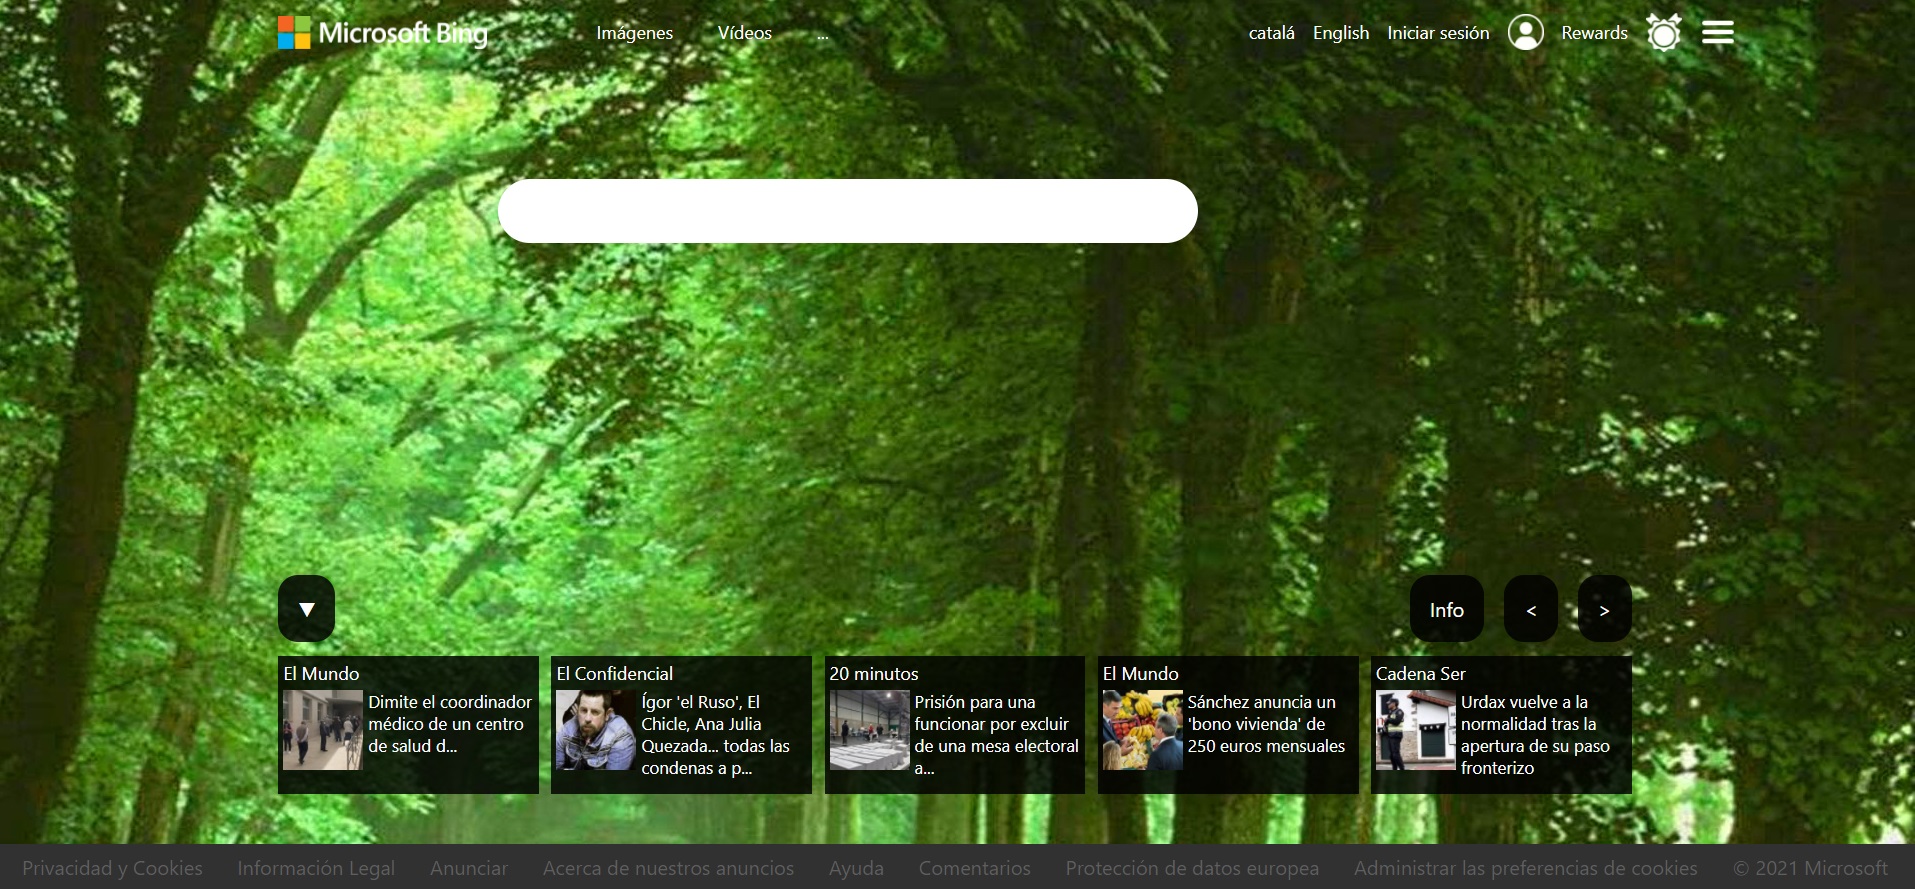 Microsoft Bing
Imágenes
Vídeos
...
catalá
English
Iniciar sesión
Rewards
Info
<
>
El Mundo
Dimite el coordinador
médico de un centro
de salud d...
El Confidencial
Ígor 'el Ruso', El
Chicle, Ana Julia
Quezada... todas las
condenas a p...
20 minutos
Prisión para una
funcionar por excluir
de una mesa electoral
a...
El Mundo
Sánchez anuncia un
'bono vivienda' de
250 euros mensuales
Cadena Ser
Urdax vuelve a la
normalidad tras la
apertura de su paso
fronterizo
Privacidad y Cookies
Información Legal
Anunciar
Acerca de nuestros anuncios
Ayuda
Comentarios
Protección de datos europea
Administrar las preferencias de cookies
© 2021 Microsoft